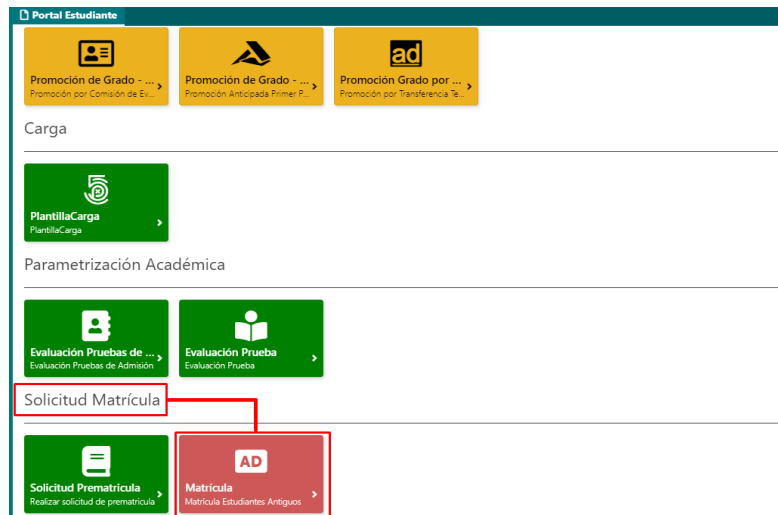 Portal Estudiante
ad
Promoción de Grado - ...
Promoción por Comisión de Ev...
Promoción de Grado - ...
Promoción Anticipada Primer P...
Promoción Grado por ...
Promoción por Transferencia Te...
Carga
PlantillaCarga
PlantillaCarga
Parametrización Académica
Evaluación Pruebas de ...
Evaluación Pruebas de Admisión
Evaluación Prueba
Evaluación Prueba
Solicitud Matrícula
AD
Solicitud Prematricula
Realizar solicitud de prematricula
Matrícula
Matrícula Estudiantes Antiguos